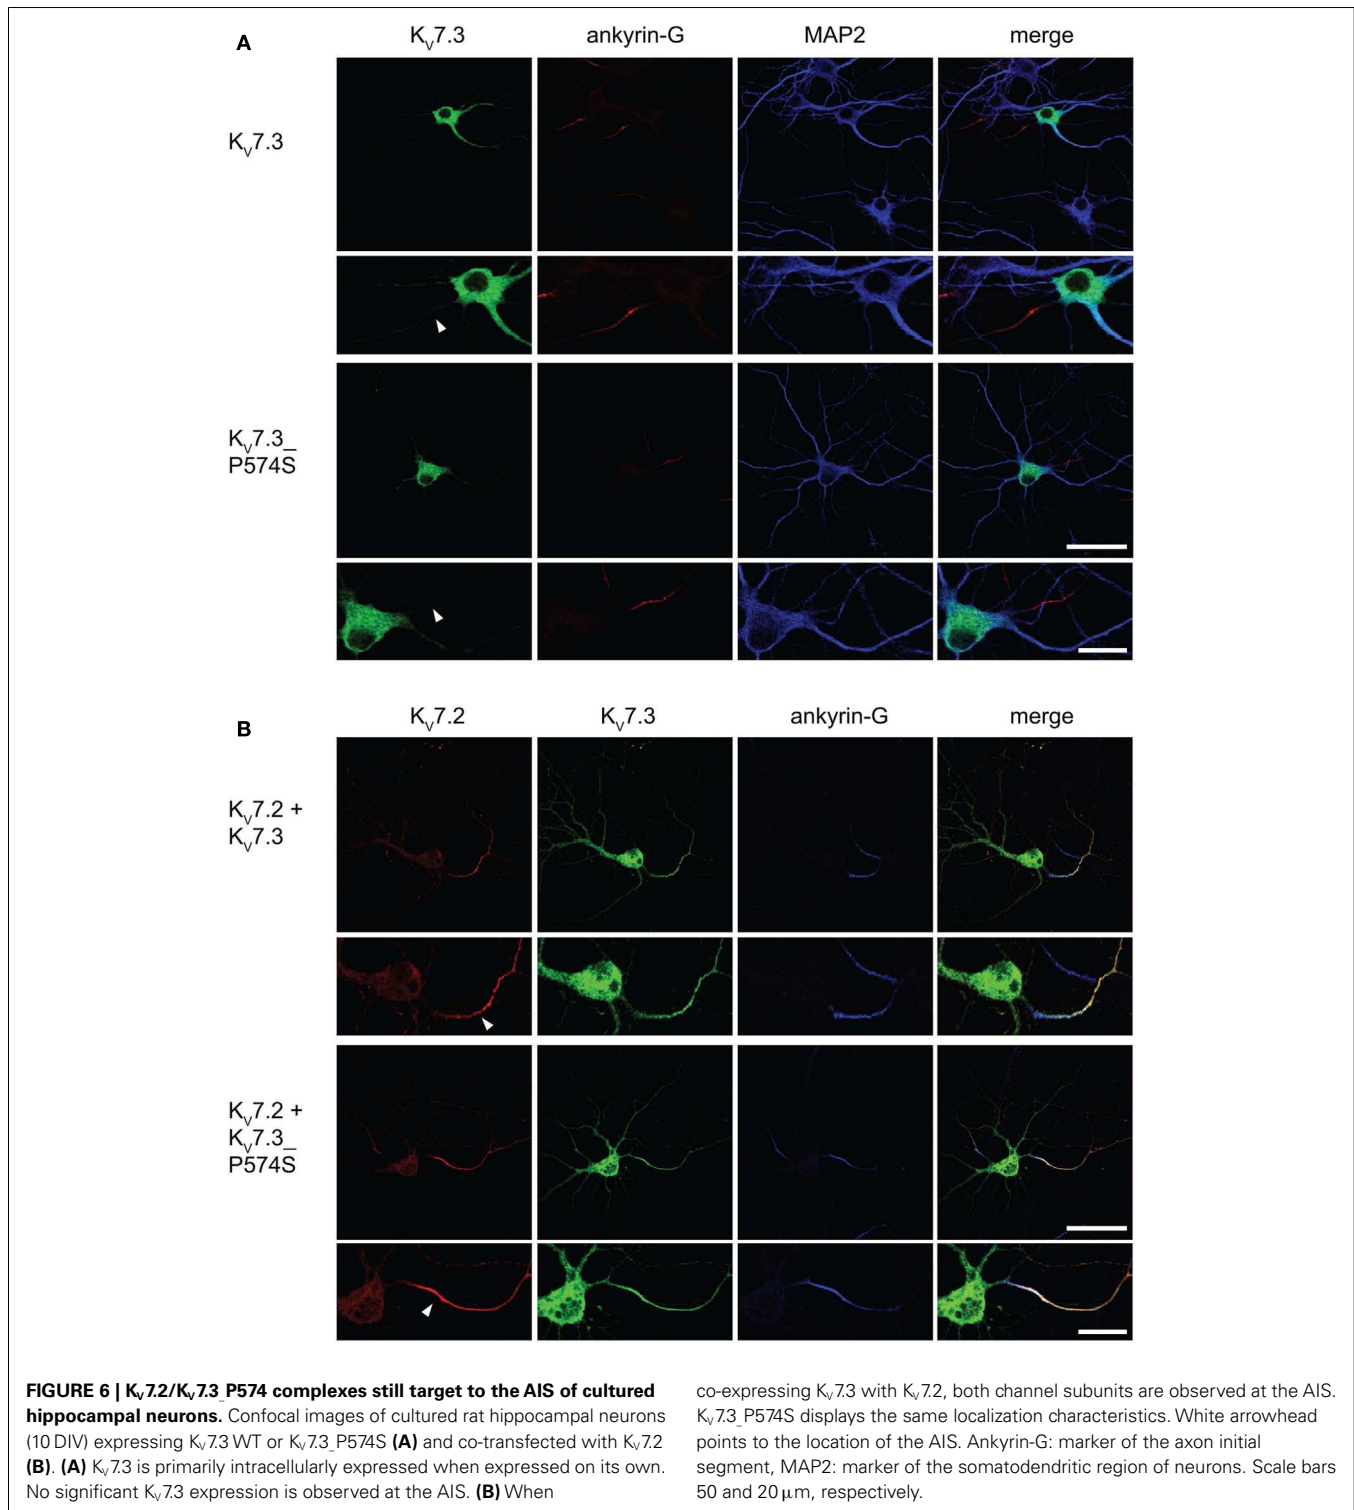 A
Kv7.3 ankyrin-G MAP2 merge
Kv7.3
Kv7.3_
P574S
B
Kv7.2 Kv7.3 ankyrin-G merge
Kv7.2 +
Kv7.3
Kv7.2 +
Kv7.3_
P574S
FIGURE 6 | Kv7.2/Kv7.3_P574 complexes still target to the AIS of cultured
hippocampal neurons. Confocal images of cultured rat hippocampal neurons
(10 DIV) expressing Kv7.3 WT or Kv7.3_P574S (A) and co-transfected with Kv7.2
(B). (A) Kv7.3 is primarily intracellularly expressed when expressed on its own.
No significant Kv7.3 expression is observed at the AIS. (B) When
co-expressing Kv7.3 with Kv7.2, both channel subunits are observed at the AIS.
Kv7.3_P574S displays the same localization characteristics. White arrowhead
points to the location of the AIS. Ankyrin-G: marker of the axon initial
segment, MAP2: marker of the somatodendritic region of neurons. Scale bars
50 and 20 μm, respectively.